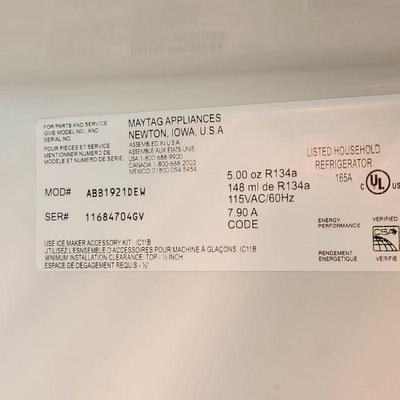 FOR PARTS AND SERVICE
GIVE MODEL NO., AND
SERIAL NO.
POUR PIECES ET SERVICE
MENTIONNER NUMERO DE
MODELE ET NUMERO DE SERIE.
MAYTAG APPLIANCES
NEWTON, IOWA, U.S.A
ASSEMBLED IN U.S.A.
ASSEMBLE AUX ETATS-UNIS
USA 1-800-688-9900
CANADA 1-800-688-2002
MEXICO 01800-054-5454
MOD# ABB1921DEW
SER# 11684704GV
5.00 oz R134a
148 ml de R134a
115VAC/60Hz
7.90 A
CODE
LISTED HOUSEHOLD
REFRIGERATOR
165A
C UL US
ENERGY
PERFORMANCE
VERIFIED
CSA
RENDEMENT
ENERGETIQUE
VERIFIE
USE ICE MAKER ACCESSORY KIT : IC11B
UTILISEZ L'ESNSEMBLE D'ACCESSOIRES POUR MACHINE À GLAÇONS :IC11B
MINIMUM INSTALLATION CLEARANCE: TOP - ½ INCH
ESPACE DE DEGAGEMENT REQUIS - ½"